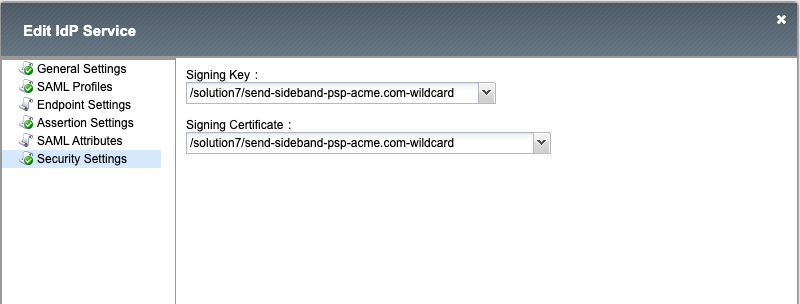 Edit IdP Service
General Settings
SAML Profiles
Endpoint Settings
Assertion Settings
SAML Attributes
Security Settings
Signing Key :
/solution7/send-sideband-psp-acme.com-wildcard
Signing Certificate :
/solution7/send-sideband-psp-acme.com-wildcard